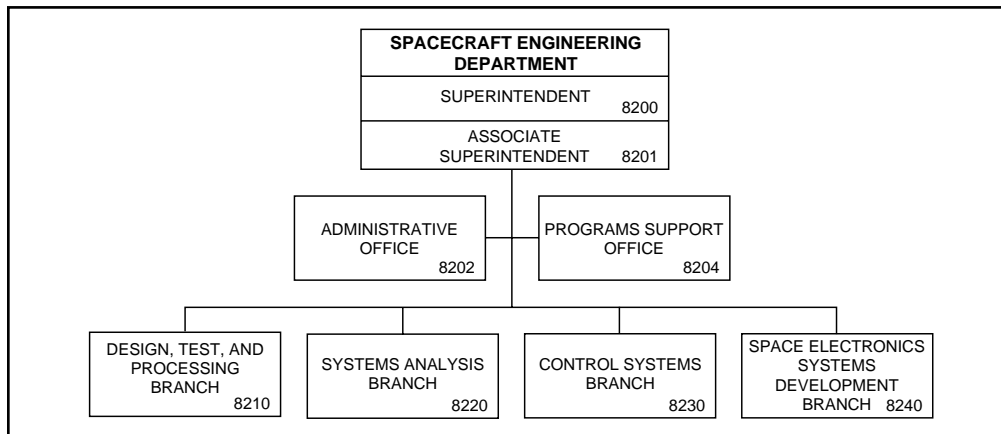 SPACECRAFT ENGINEERING
DEPARTMENT
SUPERINTENDENT
8200
ASSOCIATE
SUPERINTENDENT 8201
ADMINISTRATIVE
OFFICE
8202
PROGRAMS SUPPORT
OFFICE
8204
DESIGN, TEST, AND
PROCESSING
BRANCH
8210
SYSTEMS ANALYSIS
BRANCH
8220
CONTROL SYSTEMS
BRANCH
8230
SPACE ELECTRONICS
SYSTEMS
DEVELOPMENT
BRANCH 8240